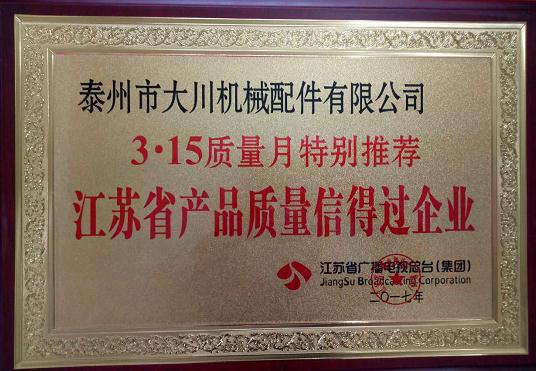 泰州市大川机械配件有限公司
3·15质量月特别推荐
江苏省产品质量信得过企业
江苏省广播电视总台(集团)
JiangSu Broadcasting Corporation
二〇一七年